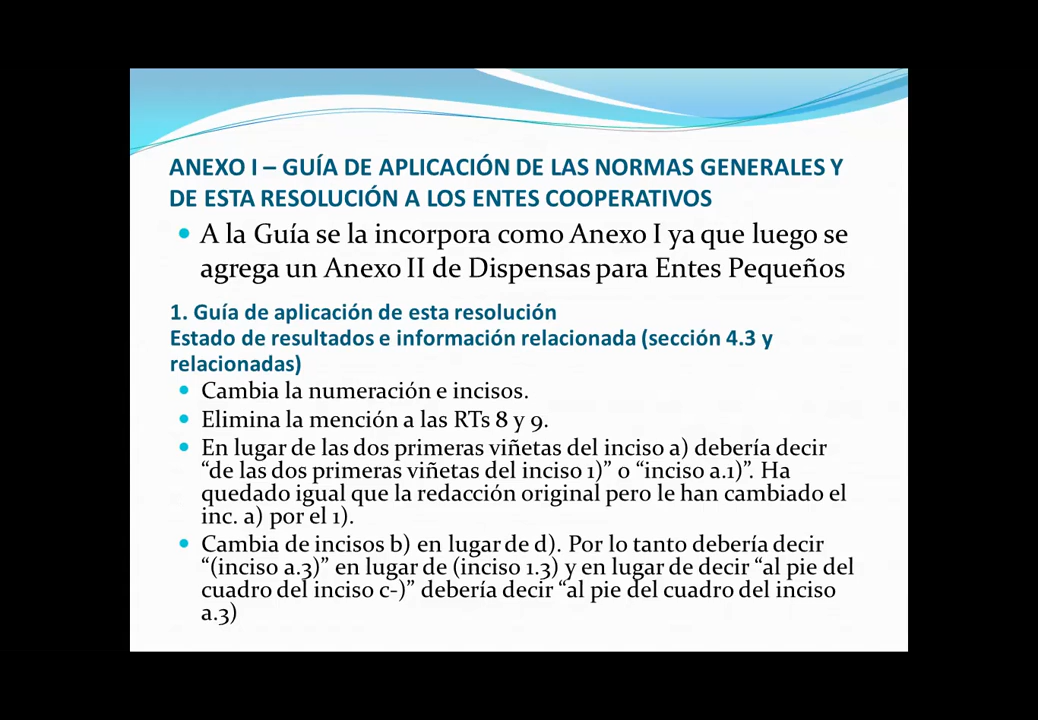 ANEXO I – GUÍA DE APLICACIÓN DE LAS NORMAS GENERALES Y
DE ESTA RESOLUCIÓN A LOS ENTES COOPERATIVOS
• A la Guía se la incorpora como Anexo I ya que luego se
agrega un Anexo II de Dispensas para Entes Pequeños
1. Guía de aplicación de esta resolución
Estado de resultados e información relacionada (sección 4.3 y
relacionadas)
• Cambia la numeración e incisos.
• Elimina la mención a las RTs 8 y 9.
• En lugar de las dos primeras viñetas del inciso a) debería decir
“de las dos primeras viñetas del inciso 1)” o “inciso a.1)”. Ha
quedado igual que la redacción original pero le han cambiado el
inc. a) por el 1).
• Cambia de incisos b) en lugar de d). Por lo tanto debería decir
“(inciso a.3)” en lugar de (inciso 1.3) y en lugar de decir “al pie del
cuadro del inciso c-)” debería decir “al pie del cuadro del inciso
a.3)